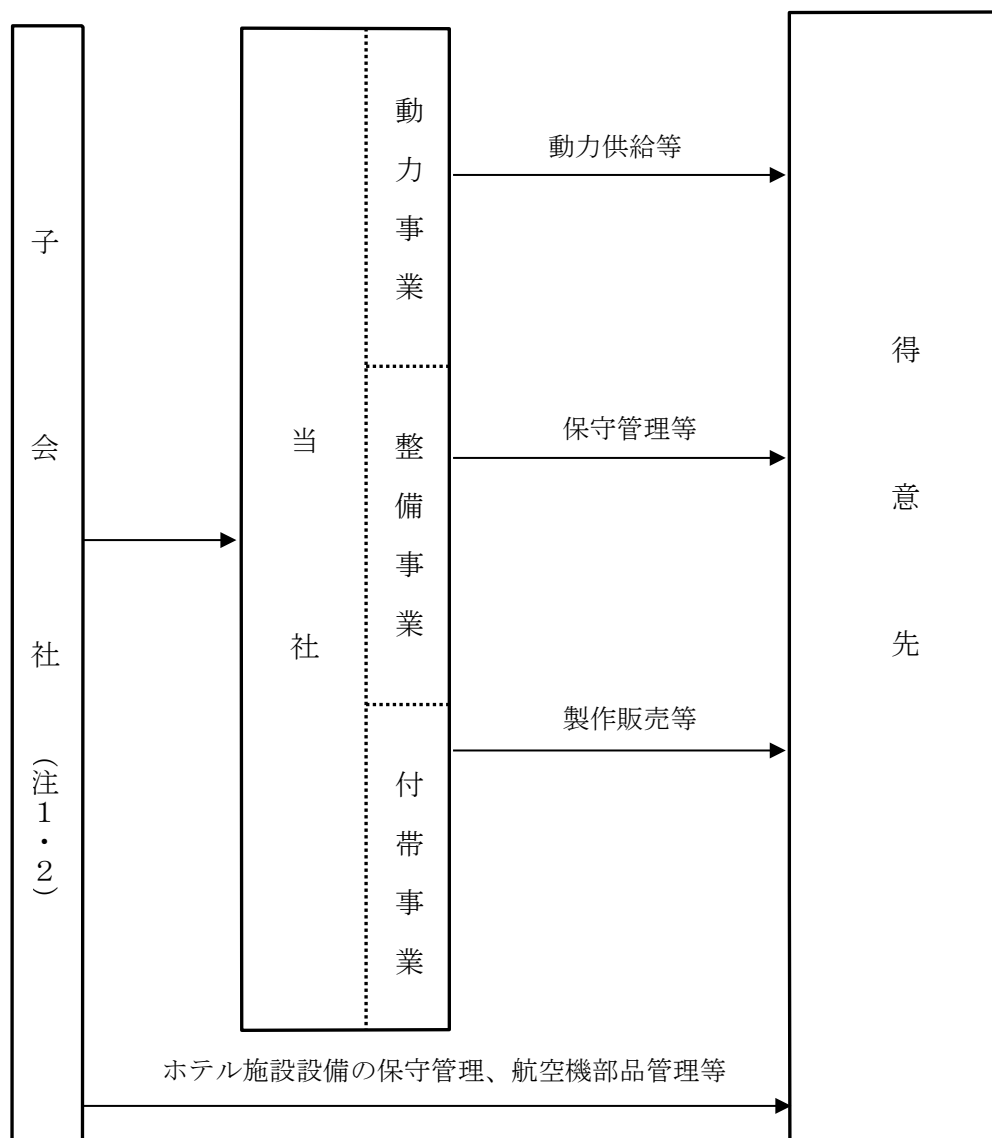 子会社(注1・2)
当社
動力事業
整備事業
付帯事業
動力供給等
保守管理等
製作販売等
得意先
ホテル施設設備の保守管理、航空機部品管理等